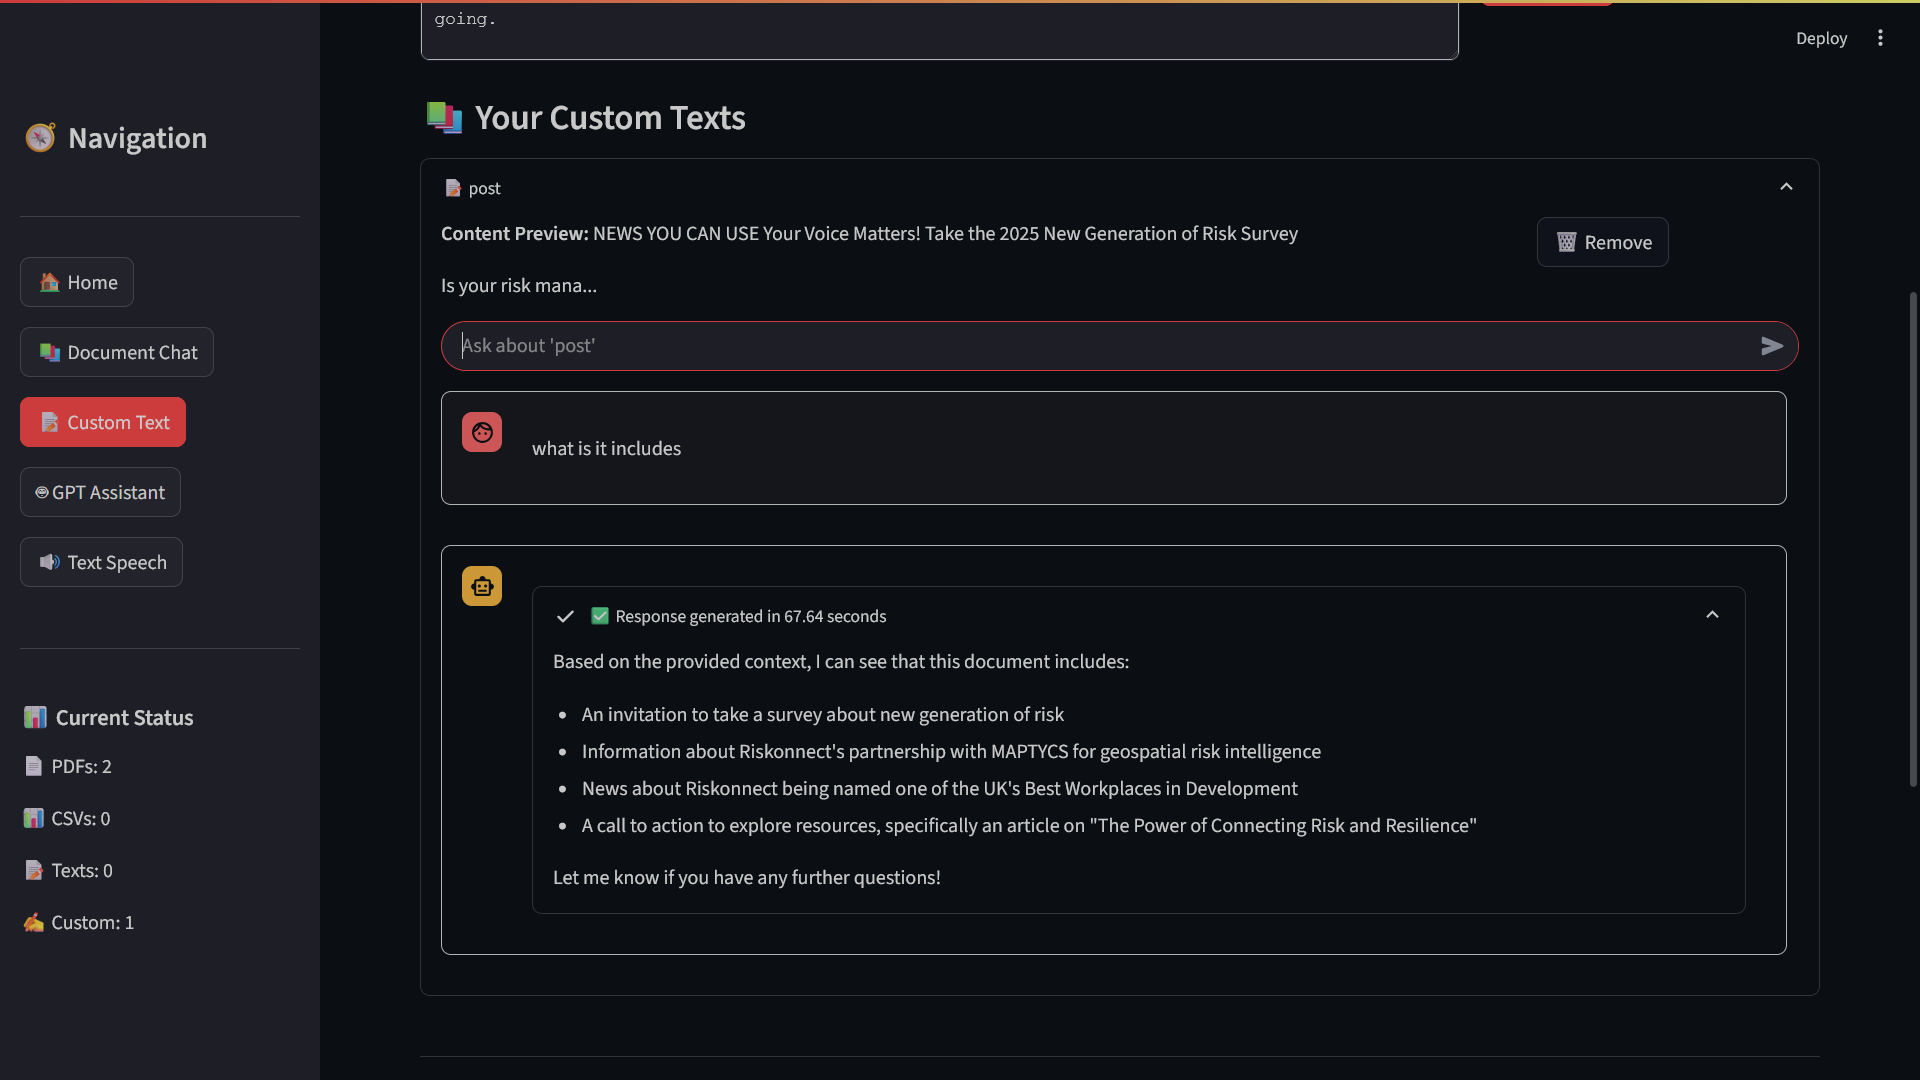 going.
Deploy
Navigation
Home
Document Chat
Custom Text
GPT Assistant
Text Speech
Current Status
PDFs: 2
CSVs: 0
Texts: 0
Custom: 1
Your Custom Texts
post
Content Preview: NEWS YOU CAN USE Your Voice Matters! Take the 2025 New Generation of Risk Survey
Is your risk mana...
Remove
Ask about 'post'
what is it includes
Response generated in 67.64 seconds
Based on the provided context, I can see that this document includes:
• An invitation to take a survey about new generation of risk
• Information about Riskonnect's partnership with MAPTYCS for geospatial risk intelligence
• News about Riskonnect being named one of the UK's Best Workplaces in Development
• A call to action to explore resources, specifically an article on "The Power of Connecting Risk and Resilience"
Let me know if you have any further questions!